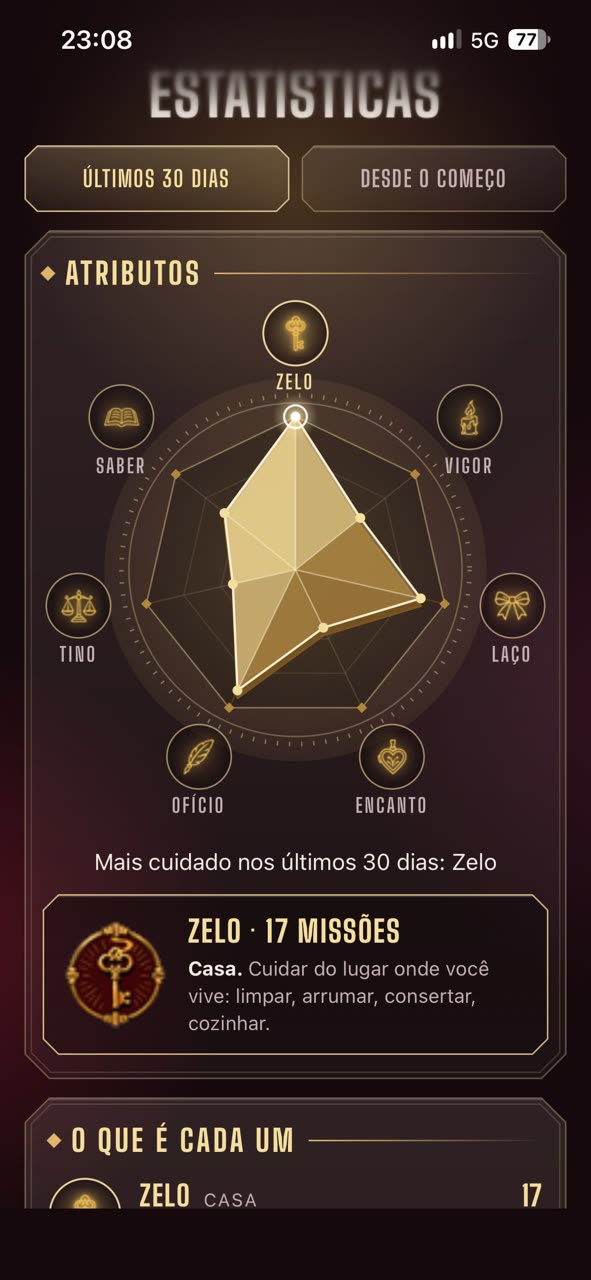 23:08
5G
77
ESTATÍSTICAS
ÚLTIMOS 30 DIAS
DESDE O COMEÇO
ATRIBUTOS
ZELO
SABER
VIGOR
TINO
LAÇO
OFÍCIO
ENCANTO
Mais cuidado nos últimos 30 dias: Zelo
ZELO · 17 MISSÕES
Casa. Cuidar do lugar onde você
vive: limpar, arrumar, consertar,
cozinhar.
O QUE É CADA UM
ZELO CASA 17